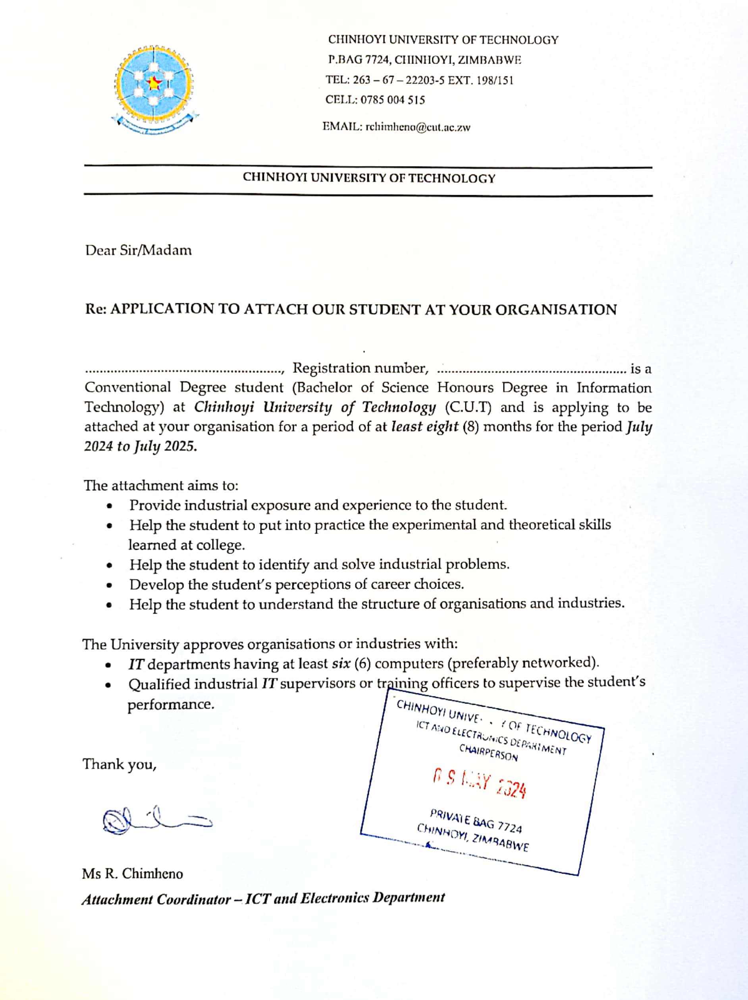 CHINHOYI UNIVERSITY OF TECHNOLOGY
P.BAG 7724, CHINHOYI, ZIMBABWE
TEL: 263 – 67 – 22203-5 EXT. 198/151
CELL: 0785 004 515
EMAIL: rchimheno@cut.ac.zw
CHINHOYI UNIVERSITY OF TECHNOLOGY
Dear Sir/Madam
Re: APPLICATION TO ATTACH OUR STUDENT AT YOUR ORGANISATION
......................................................, Registration number, .................................................... is a
Conventional Degree student (Bachelor of Science Honours Degree in Information
Technology) at Chinhoyi University of Technology (C.U.T) and is applying to be
attached at your organisation for a period of at least eight (8) months for the period July
2024 to July 2025.
The attachment aims to:
• Provide industrial exposure and experience to the student.
• Help the student to put into practice the experimental and theoretical skills
learned at college.
• Help the student to identify and solve industrial problems.
• Develop the student's perceptions of career choices.
• Help the student to understand the structure of organisations and industries.
The University approves organisations or industries with:
• IT departments having at least six (6) computers (preferably networked).
• Qualified industrial IT supervisors or training officers to supervise the student's
performance.
CHINHOYI OF TECHNOLOGY
ICT AND ELECTRONICS DEPARTMENT
CHAIRPERSON
MAY 2024
PRIVATE BAG 7724
CHINHOYI, ZIMBABWE
Thank you,
Ms R. Chimheno
Attachment Coordinator – ICT and Electronics Department